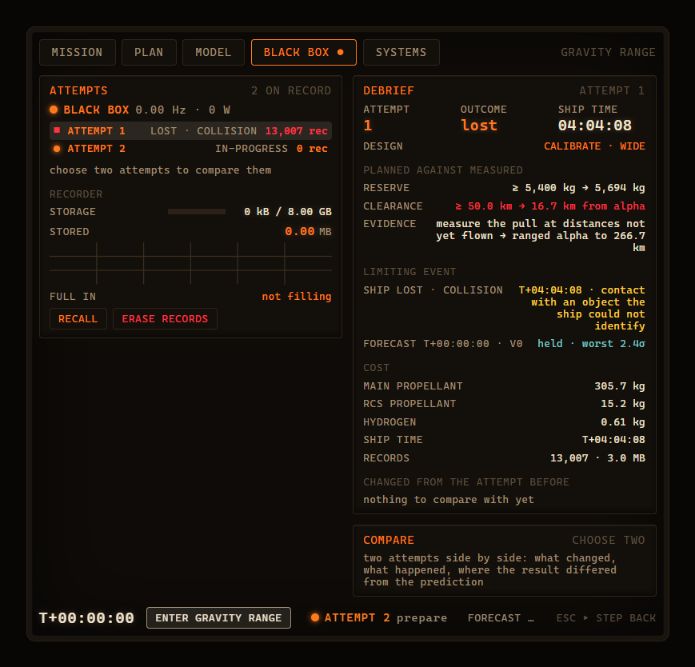 MISSION PLAN MODEL BLACK BOX SYSTEMS GRAVITY RANGE
ATTEMPTS 2 ON RECORD
BLACK BOX 0.00 Hz · 0 W
ATTEMPT 1 LOST · COLLISION 13,007 rec
ATTEMPT 2 IN-PROGRESS 0 rec
choose two attempts to compare them
RECORDER
STORAGE 0 kB / 8.00 GB
STORED 0.00 MB
FULL IN not filling
RECALL ERASE RECORDS
DEBRIEF ATTEMPT 1
ATTEMPT OUTCOME SHIP TIME
1 lost 04:04:08
DESIGN CALIBRATE · WIDE
PLANNED AGAINST MEASURED
RESERVE ≥ 5,400 kg → 5,694 kg
CLEARANCE ≥ 50.0 km → 16.7 km from alpha
EVIDENCE measure the pull at distances not
yet flown → ranged alpha to 266.7
km
LIMITING EVENT
SHIP LOST · COLLISION T+04:04:08 · contact
with an object the
ship could not
identify
FORECAST T+00:00:00 · V0 held · worst 2.4σ
COST
MAIN PROPELLANT 305.7 kg
RCS PROPELLANT 15.2 kg
HYDROGEN 0.61 kg
SHIP TIME T+04:04:08
RECORDS 13,007 · 3.0 MB
CHANGED FROM THE ATTEMPT BEFORE
nothing to compare with yet
COMPARE CHOOSE TWO
two attempts side by side: what changed,
what happened, where the result differed
from the prediction
T+00:00:00 ENTER GRAVITY RANGE ATTEMPT 2 prepare FORECAST … ESC ▸ STEP BACK